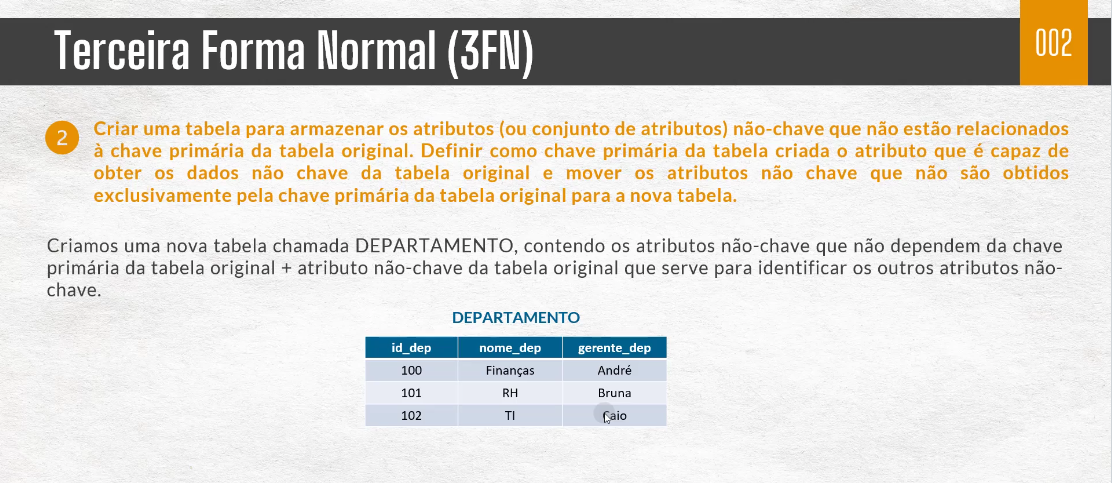 Terceira Forma Normal (3FN)
002
2
Criar uma tabela para armazenar os atributos (ou conjunto de atributos) não-chave que não estão relacionados
à chave primária da tabela original. Definir como chave primária da tabela criada o atributo que é capaz de
obter os dados não chave da tabela original e mover os atributos não chave que não são obtidos
exclusivamente pela chave primária da tabela original para a nova tabela.
Criamos uma nova tabela chamada DEPARTAMENTO, contendo os atributos não-chave que não dependem da chave
primária da tabela original + atributo não-chave da tabela original que serve para identificar os outros atributos não-
chave.
DEPARTAMENTO
id_dep nome_dep gerente_dep
100 Finanças André
101 RH Bruna
102 TI Caio